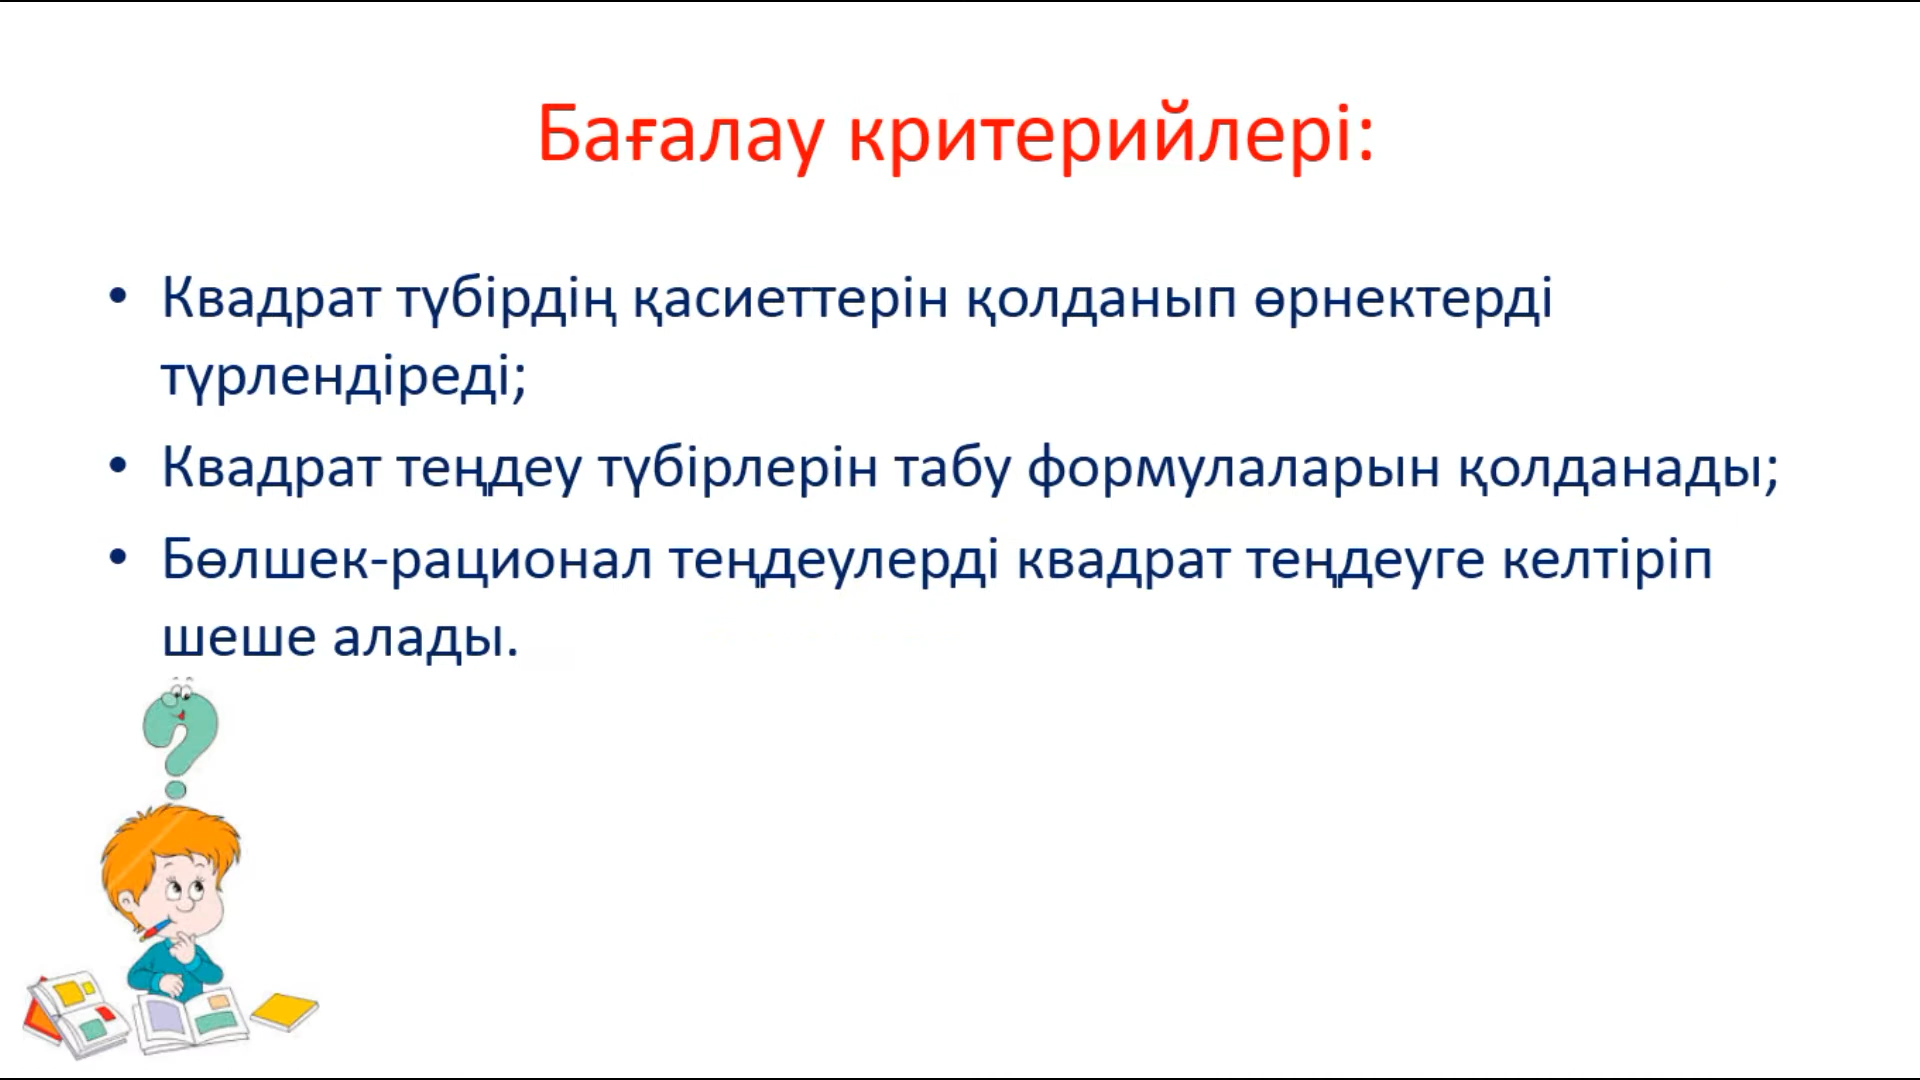 Бағалау критерийлері:
• Квадрат түбірдің қасиеттерін қолданып өрнектерді
түрлендіреді;
• Квадрат теңдеу түбірлерін табу формулаларын қолданады;
• Бөлшек-рационал теңдеулерді квадрат теңдеуге келтіріп
шеше алады.